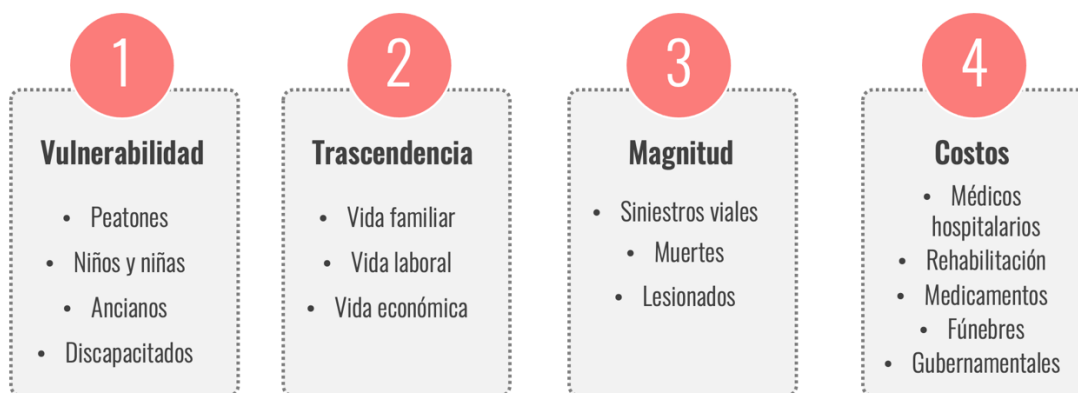 1
Vulnerabilidad
• Peatones
• Niños y niñas
• Ancianos
• Discapacitados
2
Trascendencia
• Vida familiar
• Vida laboral
• Vida económica
3
Magnitud
• Siniestros viales
• Muertes
• Lesionados
4
Costos
• Médicos
hospitalarios
• Rehabilitación
• Medicamentos
• Fúnebres
• Gubernamentales